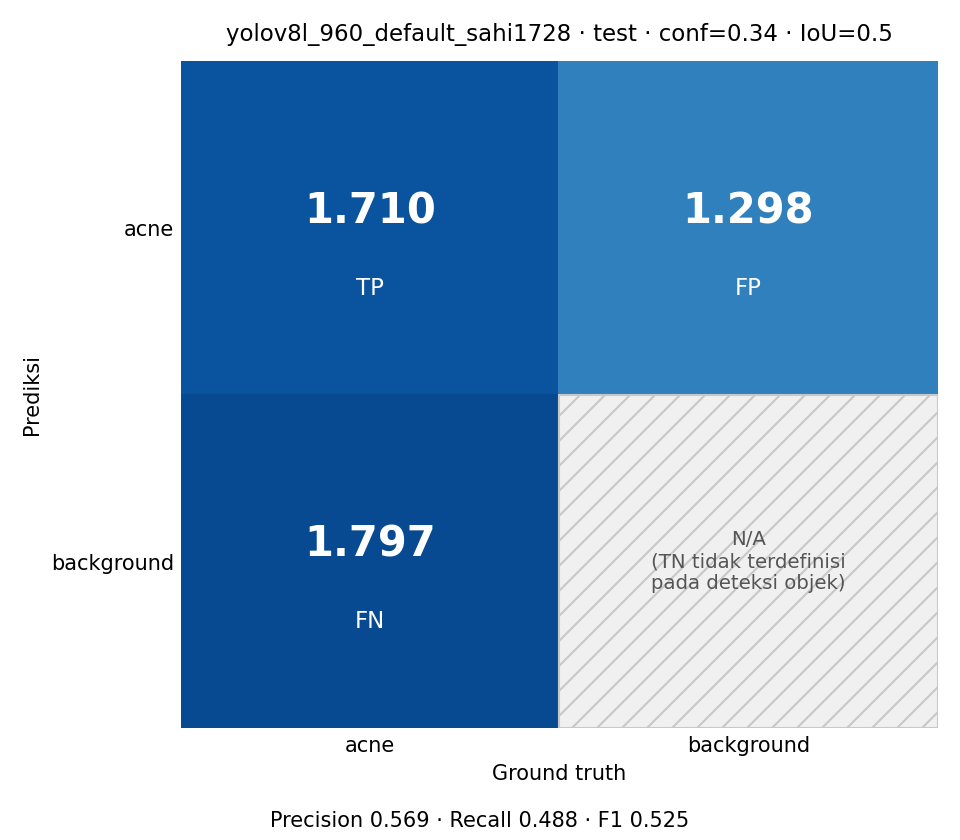 yolov8l_960_default_sahi1728 · test · conf=0.34 · IoU=0.5
acne
1.710
TP
1.298
FP
Prediksi
background
1.797
FN
N/A
(TN tidak terdefinisi
pada deteksi objek)
acne
background
Ground truth
Precision 0.569 · Recall 0.488 · F1 0.525